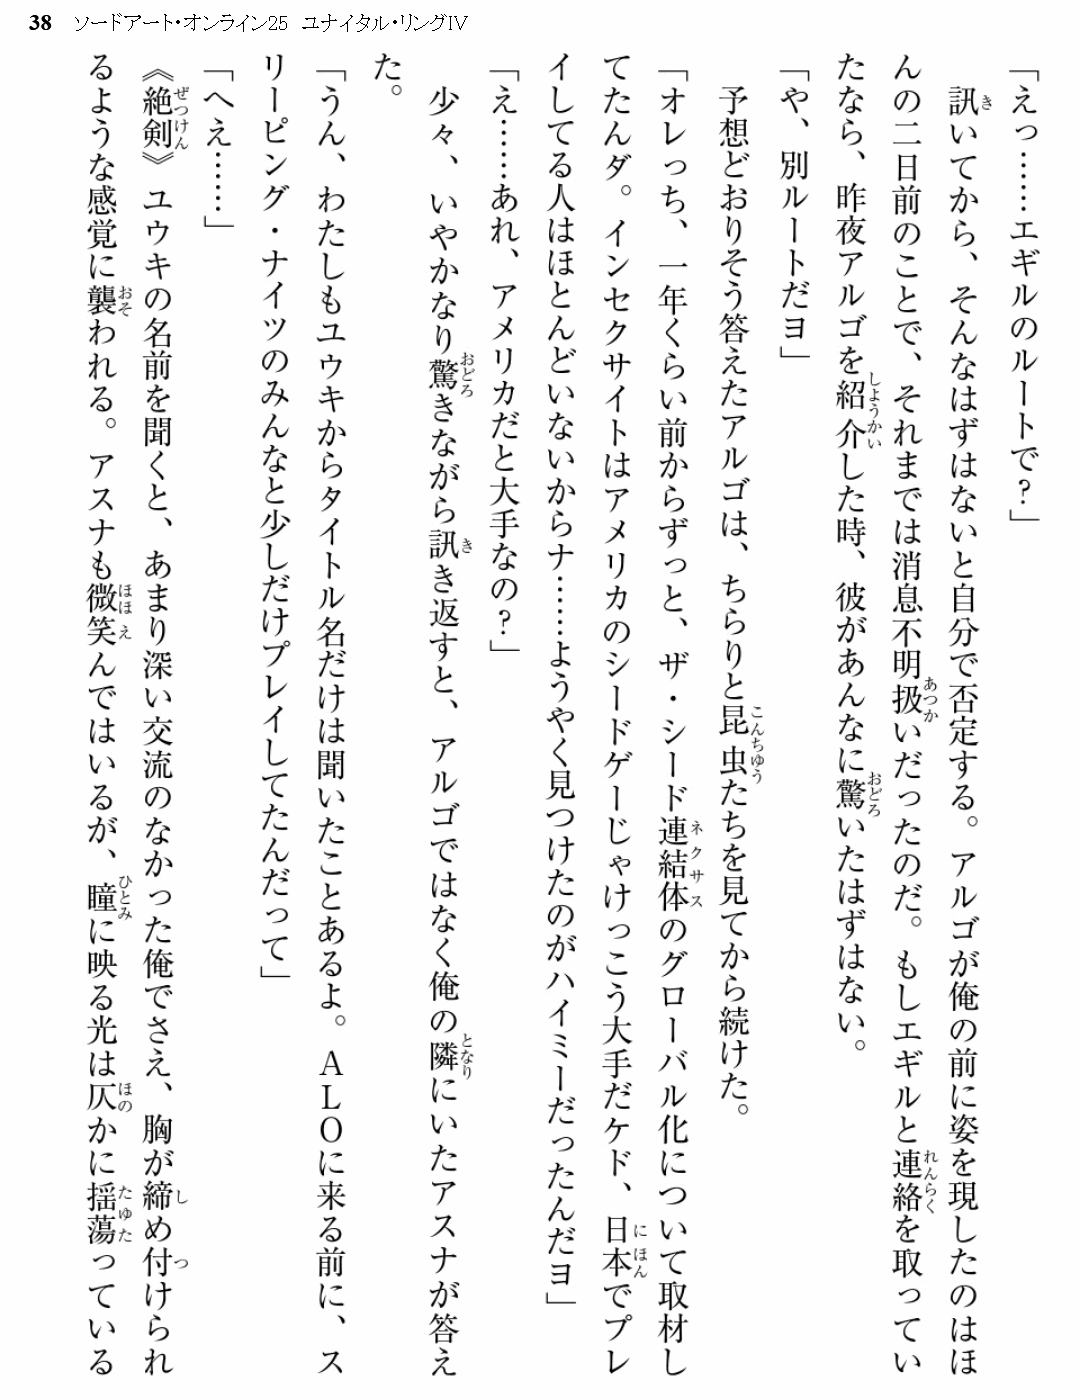 38 ソードアート・オンライン25 ユナイタル・リングⅣ
「えっ……エギルのルートで？」
　訊いてから、そんなはずはないと自分で否定する。アルゴが俺の前に姿を現したのはほ
んの二日前のことで、それまでは消息不明扱いだったのだ。もしエギルと連絡を取ってい
たなら、昨夜アルゴを紹介した時、彼があんなに驚いたはずはない。
「や、別ルートだヨ」
　予想どおりそう答えたアルゴは、ちらりと昆虫たちを見てから続けた。
「オレっち、一年くらい前からずっと、ザ・シード連結体のグローバル化について取材し
てたんダ。インセクサイトはアメリカのシードゲーじゃけっこう大手だケド、日本でプレ
イしてる人はほとんどいないからナ……ようやく見つけたのがハイミーだったんだヨ」
「え……あれ、アメリカだと大手なの？」
　少々、いやかなり驚きながら訊き返すと、アルゴではなく俺の隣にいたアスナが答え
た。
「うん、わたしもユウキからタイトル名だけは聞いたことあるよ。ＡＬＯに来る前に、ス
リーピング・ナイツのみんなと少しだけプレイしてたんだって」
「へえ……」
《絶剣》ユウキの名前を聞くと、あまり深い交流のなかった俺でさえ、胸が締め付けられ
るような感覚に襲われる。アスナも微笑んではいるが、瞳に映る光は仄かに揺蕩っている